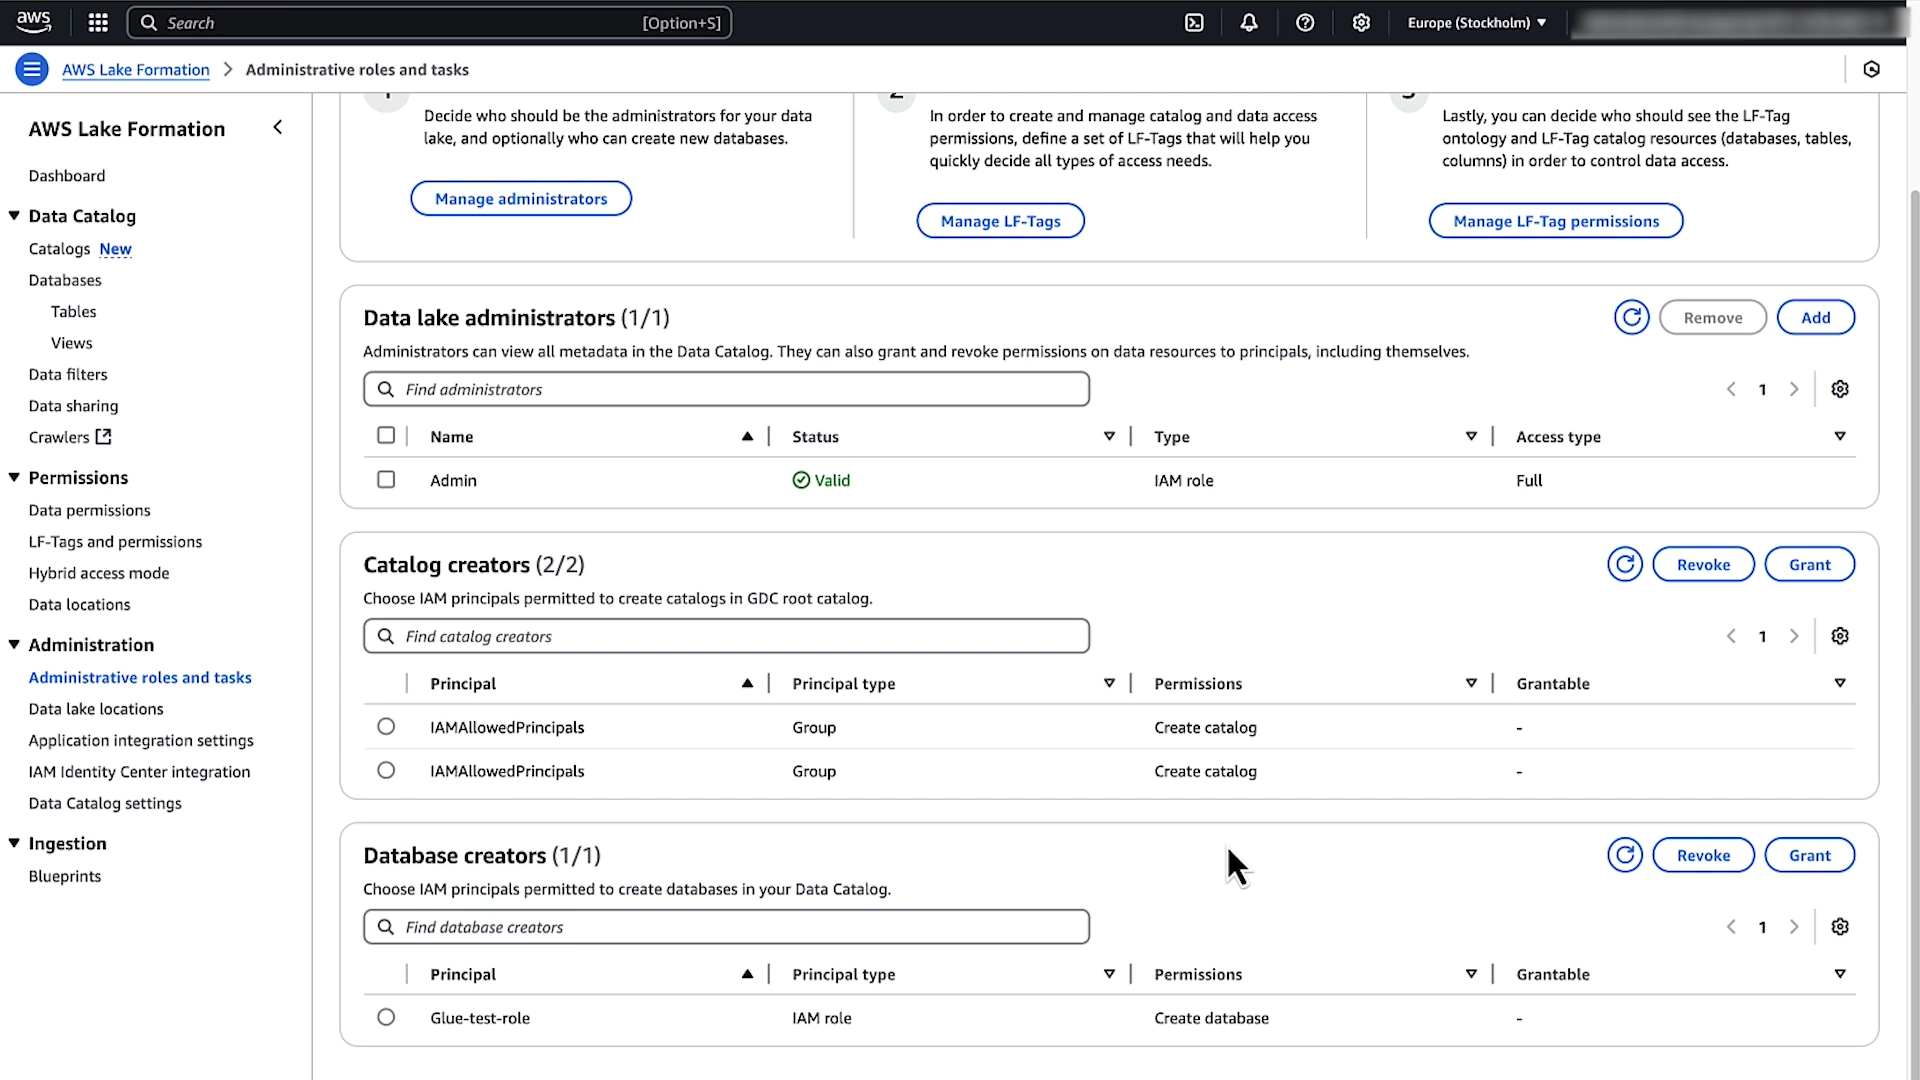 aws
Search
[Option+S]
Europe (Stockholm)
AWS Lake Formation
Administrative roles and tasks
AWS Lake Formation
Dashboard
Data Catalog
Catalogs New
Databases
Tables
Views
Data filters
Data sharing
Crawlers
Permissions
Data permissions
LF-Tags and permissions
Hybrid access mode
Data locations
Administration
Administrative roles and tasks
Data lake locations
Application integration settings
IAM Identity Center integration
Data Catalog settings
Ingestion
Blueprints
Decide who should be the administrators for your data
lake, and optionally who can create new databases.
Manage administrators
In order to create and manage catalog and data access
permissions, define a set of LF-Tags that will help you
quickly decide all types of access needs.
Manage LF-Tags
Lastly, you can decide who should see the LF-Tag
ontology and LF-Tag catalog resources (databases, tables,
columns) in order to control data access.
Manage LF-Tag permissions
Data lake administrators (1/1)
Remove
Add
Administrators can view all metadata in the Data Catalog. They can also grant and revoke permissions on data resources to principals, including themselves.
Find administrators
1
Name Status Type Access type
Admin Valid IAM role Full
Catalog creators (2/2)
Revoke
Grant
Choose IAM principals permitted to create catalogs in GDC root catalog.
Find catalog creators
1
Principal Principal type Permissions Grantable
IAMAllowedPrincipals Group Create catalog -
IAMAllowedPrincipals Group Create catalog -
Database creators (1/1)
Revoke
Grant
Choose IAM principals permitted to create databases in your Data Catalog.
Find database creators
1
Principal Principal type Permissions Grantable
Glue-test-role IAM role Create database -